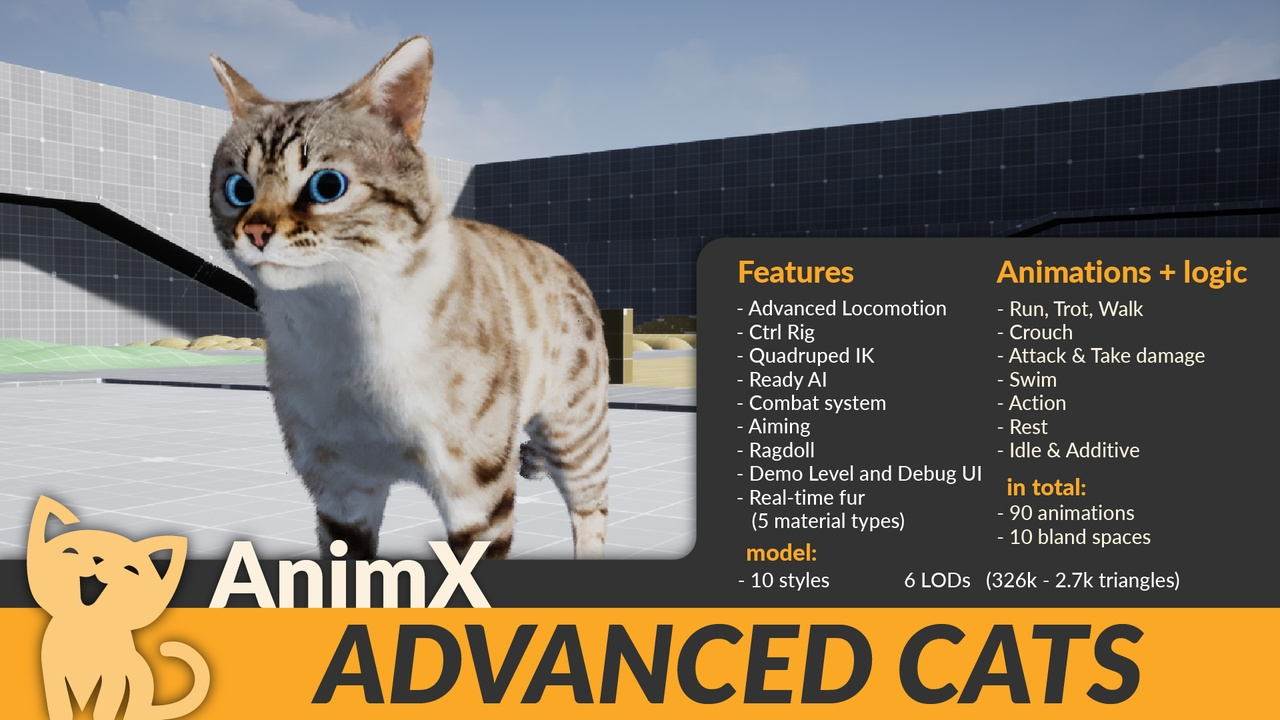 Features
- Advanced Locomotion
- Ctrl Rig
- Quadruped IK
- Ready AI
- Combat system
- Aiming
- Ragdoll
- Demo Level and Debug UI
- Real-time fur
(5 material types)
model:
- 10 styles
6 LODs (326k - 2.7k triangles)
Animations + logic
- Run, Trot, Walk
- Crouch
- Attack & Take damage
- Swim
- Action
- Rest
- Idle & Additive
in total:
- 90 animations
- 10 bland spaces
AnimX
ADVANCED CATS